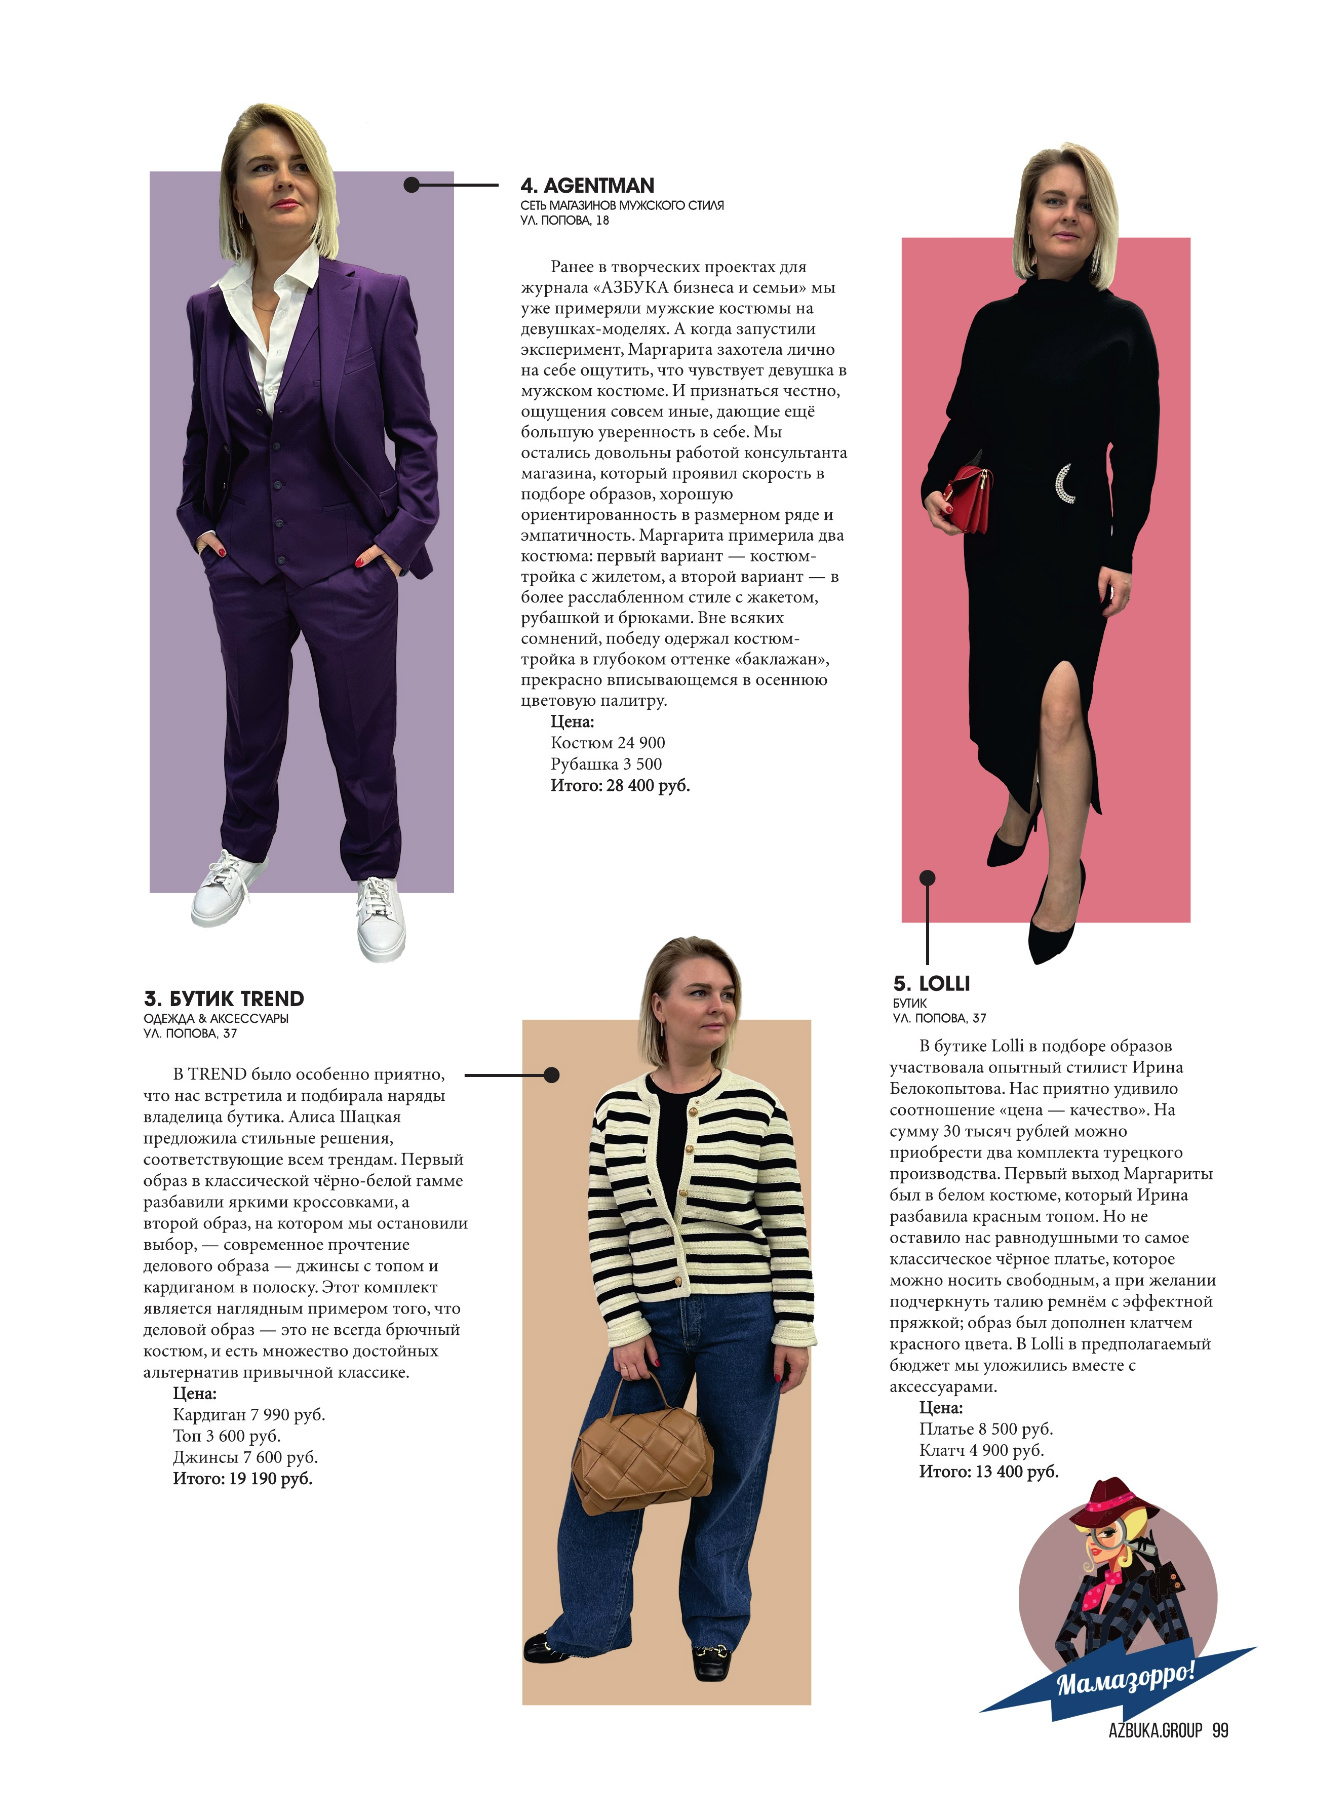 4. AGENTMAN
СЕТЬ МАГАЗИНОВ МУЖСКОГО СТИЛЯ
УЛ. ПОПОВА, 18
Ранее в творческих проектах для
журнала «АЗБУКА бизнеса и семьи» мы
уже примеряли мужские костюмы на
девушках-моделях. А когда запустили
эксперимент, Маргарита захотела лично
на себе ощутить, что чувствует девушка в
мужском костюме. И признаться честно,
ощущения совсем иные, дающие ещё
большую уверенность в себе. Мы
остались довольны работой консультанта
магазина, который проявил скорость в
подборе образов, хорошую
ориентированность в размерном ряде и
эмпатичность. Маргарита примерила два
костюма: первый вариант — костюм-
тройка с жилетом, а второй вариант — в
более расслабленном стиле с жакетом,
рубашкой и брюками. Вне всяких
сомнений, победу одержал костюм-
тройка в глубоком оттенке «баклажан»,
прекрасно вписывающемся в осеннюю
цветовую палитру.
Цена:
Костюм 24 900
Рубашка 3 500
Итого: 28 400 руб.
3. БУТИК TREND
ОДЕЖДА & АКСЕССУАРЫ
УЛ. ПОПОВА, 37
В TREND было особенно приятно,
что нас встретила и подбирала наряды
владелица бутика. Алиса Шацкая
предложила стильные решения,
соответствующие всем трендам. Первый
образ в классической чёрно-белой гамме
разбавили яркими кроссовками, а
второй образ, на котором мы остановили
выбор, — современное прочтение
делового образа — джинсы с топом и
кардиганом в полоску. Этот комплект
является наглядным примером того, что
деловой образ — это не всегда брючный
костюм, и есть множество достойных
альтернатив привычной классике.
Цена:
Кардиган 7 990 руб.
Топ 3 600 руб.
Джинсы 7 600 руб.
Итого: 19 190 руб.
5. LOLLI
БУТИК
УЛ. ПОПОВА, 37
В бутике Lolli в подборе образов
участвовала опытный стилист Ирина
Белокопытова. Нас приятно удивило
соотношение «цена — качество». На
сумму 30 тысяч рублей можно
приобрести два комплекта турецкого
производства. Первый выход Маргариты
был в белом костюме, который Ирина
разбавила красным топом. Но не
оставило нас равнодушными то самое
классическое чёрное платье, которое
можно носить свободным, а при желании
подчеркнуть талию ремнём с эффектной
пряжкой; образ был дополнен клатчем
красного цвета. В Lolli в предполагаемый
бюджет мы уложились вместе с
аксессуарами.
Цена:
Платье 8 500 руб.
Клатч 4 900 руб.
Итого: 13 400 руб.
Мамазорро!
AZBUKA.GROUP 99